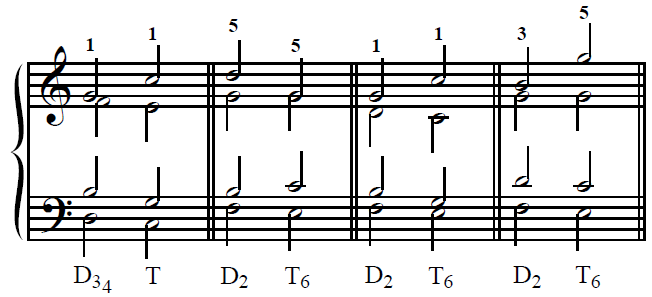 1 1 5 5 1 1 3 5
D₃₄ T D₂ T₆ D₂ T₆ D₂ T₆